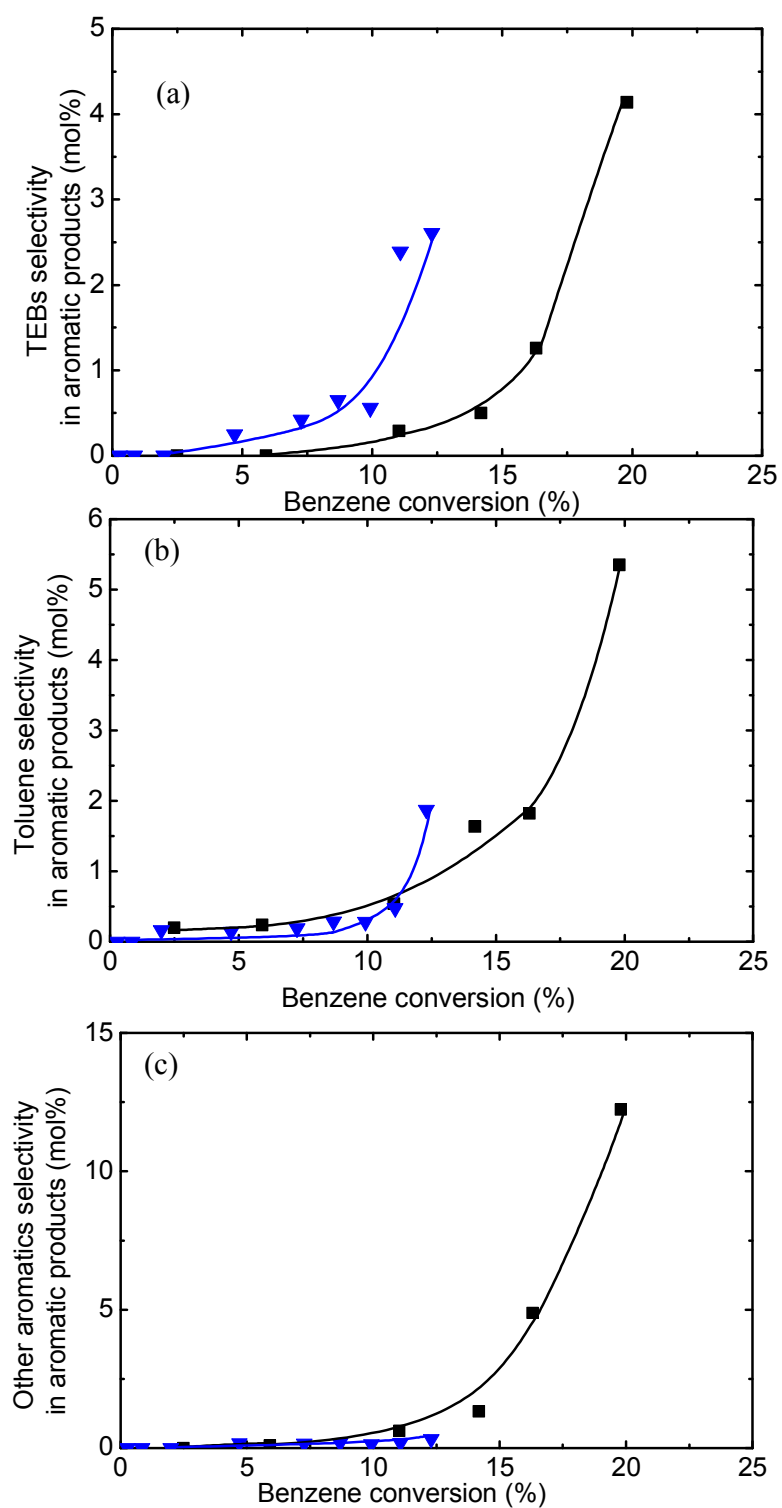 5
(a)
4
3
2
1
0
TEBs selectivity
in aromatic products (mol%)
0 5 10 15 20 25
Benzene conversion (%)
6
(b)
5
4
3
2
1
0
Toluene selectivity
in aromatic products (mol%)
0 5 10 15 20 25
Benzene conversion (%)
15
(c)
10
5
0
Other aromatics selectivity
in aromatic products (mol%)
0 5 10 15 20 25
Benzene conversion (%)